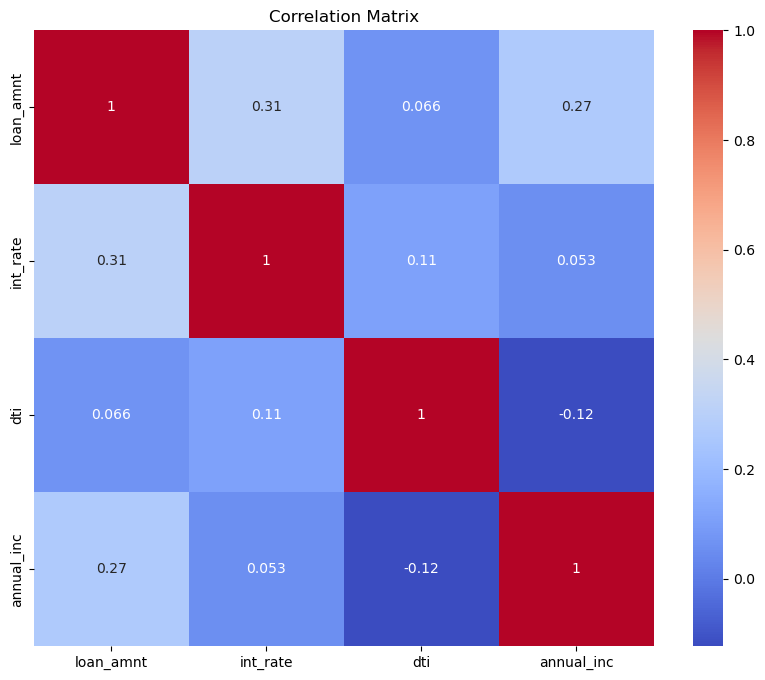 Correlation Matrix
loan_amnt 1 0.31 0.066 0.27
int_rate 0.31 1 0.11 0.053
dti 0.066 0.11 1 -0.12
annual_inc 0.27 0.053 -0.12 1
loan_amnt int_rate dti annual_inc
1.0
0.8
0.6
0.4
0.2
0.0